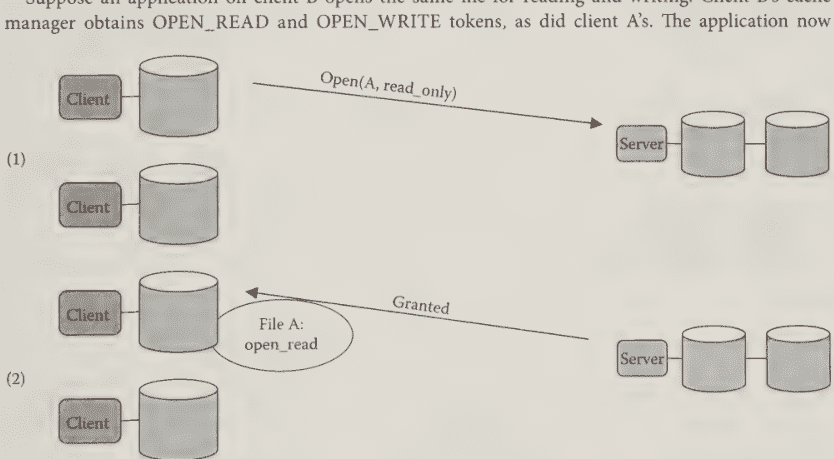 Suppose an application on client B opens the same file for reading and writing. Client B's cache
manager obtains OPEN_READ and OPEN_WRITE tokens, as did client A's. The application now
Client
Open(A, read_only)
Server
(1)
Client
Client
Granted
File A:
open_read
Server
(2)
Client